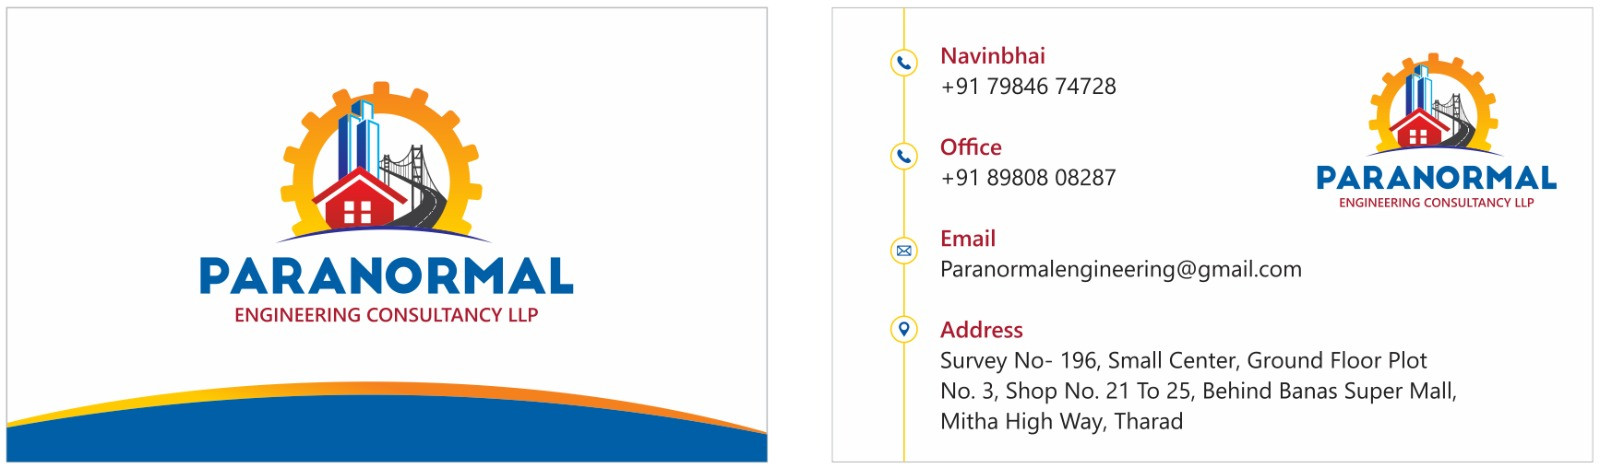 PARANORMAL
ENGINEERING CONSULTANCY LLP
Navinbhai
+91 79846 74728
Office
+91 89808 08287
Email
Paranormalengineering@gmail.com
Address
Survey No- 196, Small Center, Ground Floor Plot
No. 3, Shop No. 21 To 25, Behind Banas Super Mall,
Mitha High Way, Tharad
PARANORMAL
ENGINEERING CONSULTANCY LLP